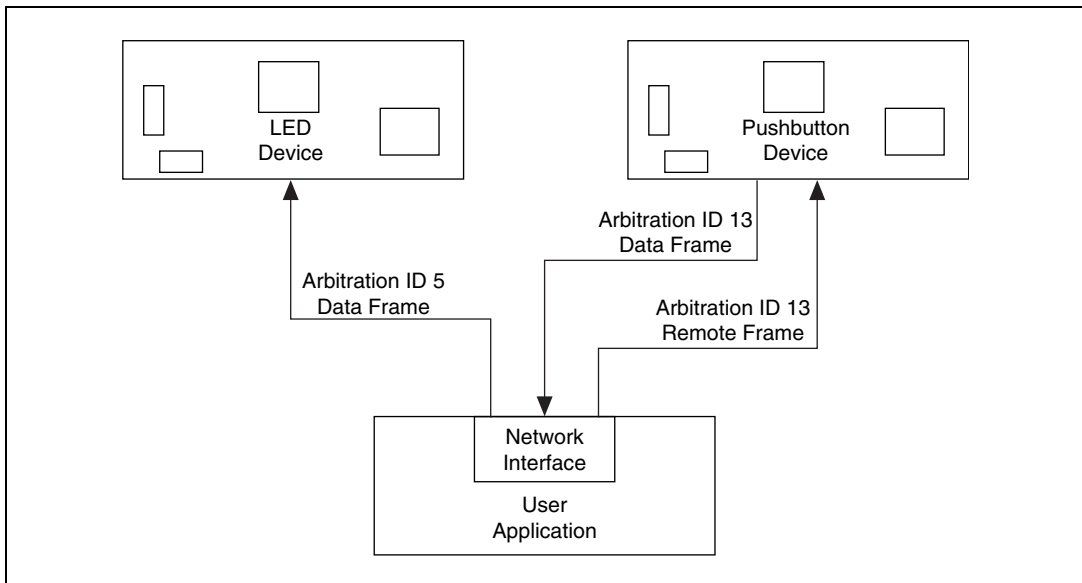 LED
Device
Pushbutton
Device
Arbitration ID 13
Data Frame
Arbitration ID 5
Data Frame
Arbitration ID 13
Remote Frame
Network
Interface
User
Application